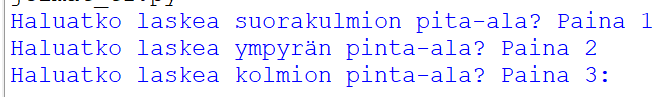 Haluatko laskea suorakulmion pita-ala? Paina 1
Haluatko laskea ympyrän pinta-ala? Paina 2
Haluatko laskea kolmion pinta-ala? Paina 3: